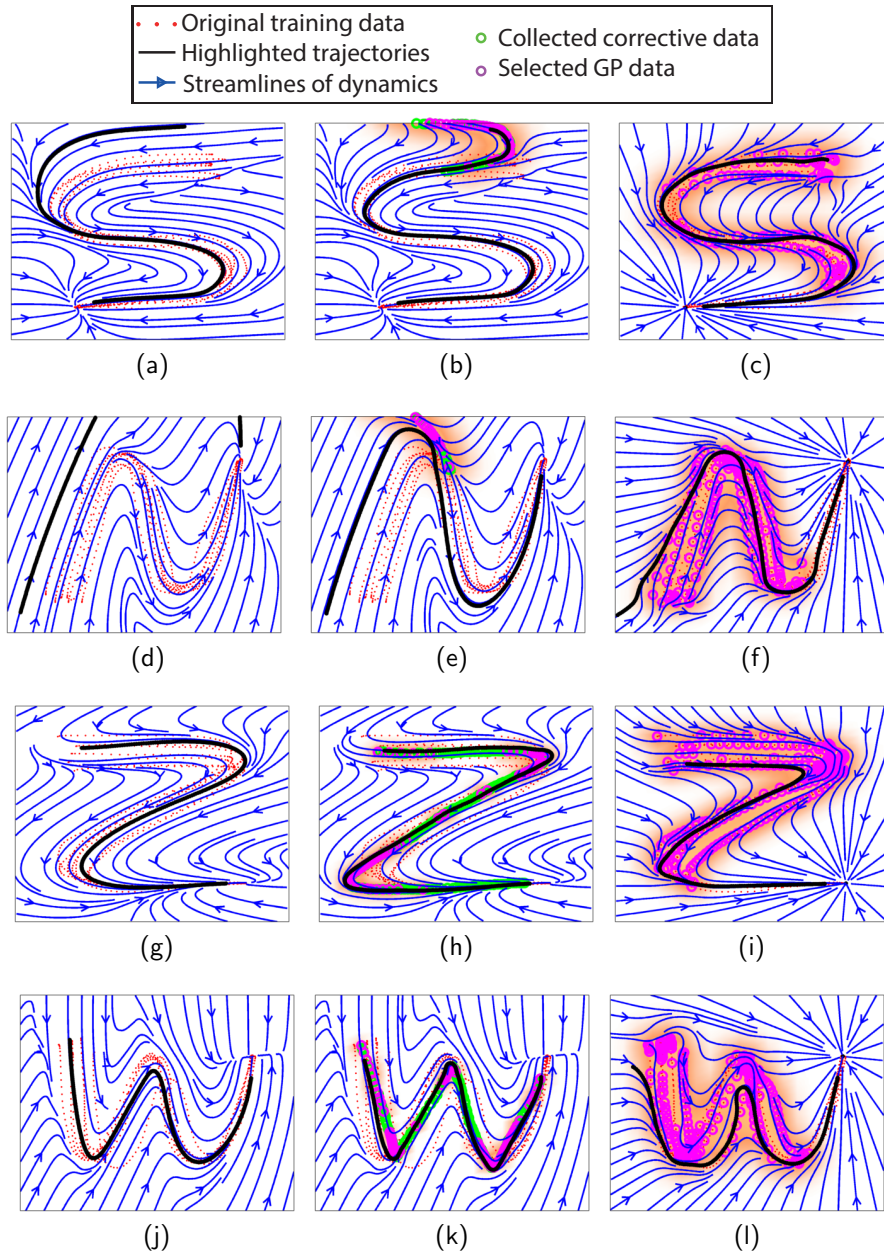 Original training data
Highlighted trajectories
Streamlines of dynamics
Collected corrective data
Selected GP data
(a)
(b)
(c)
(d)
(e)
(f)
(g)
(h)
(i)
(j)
(k)
(l)